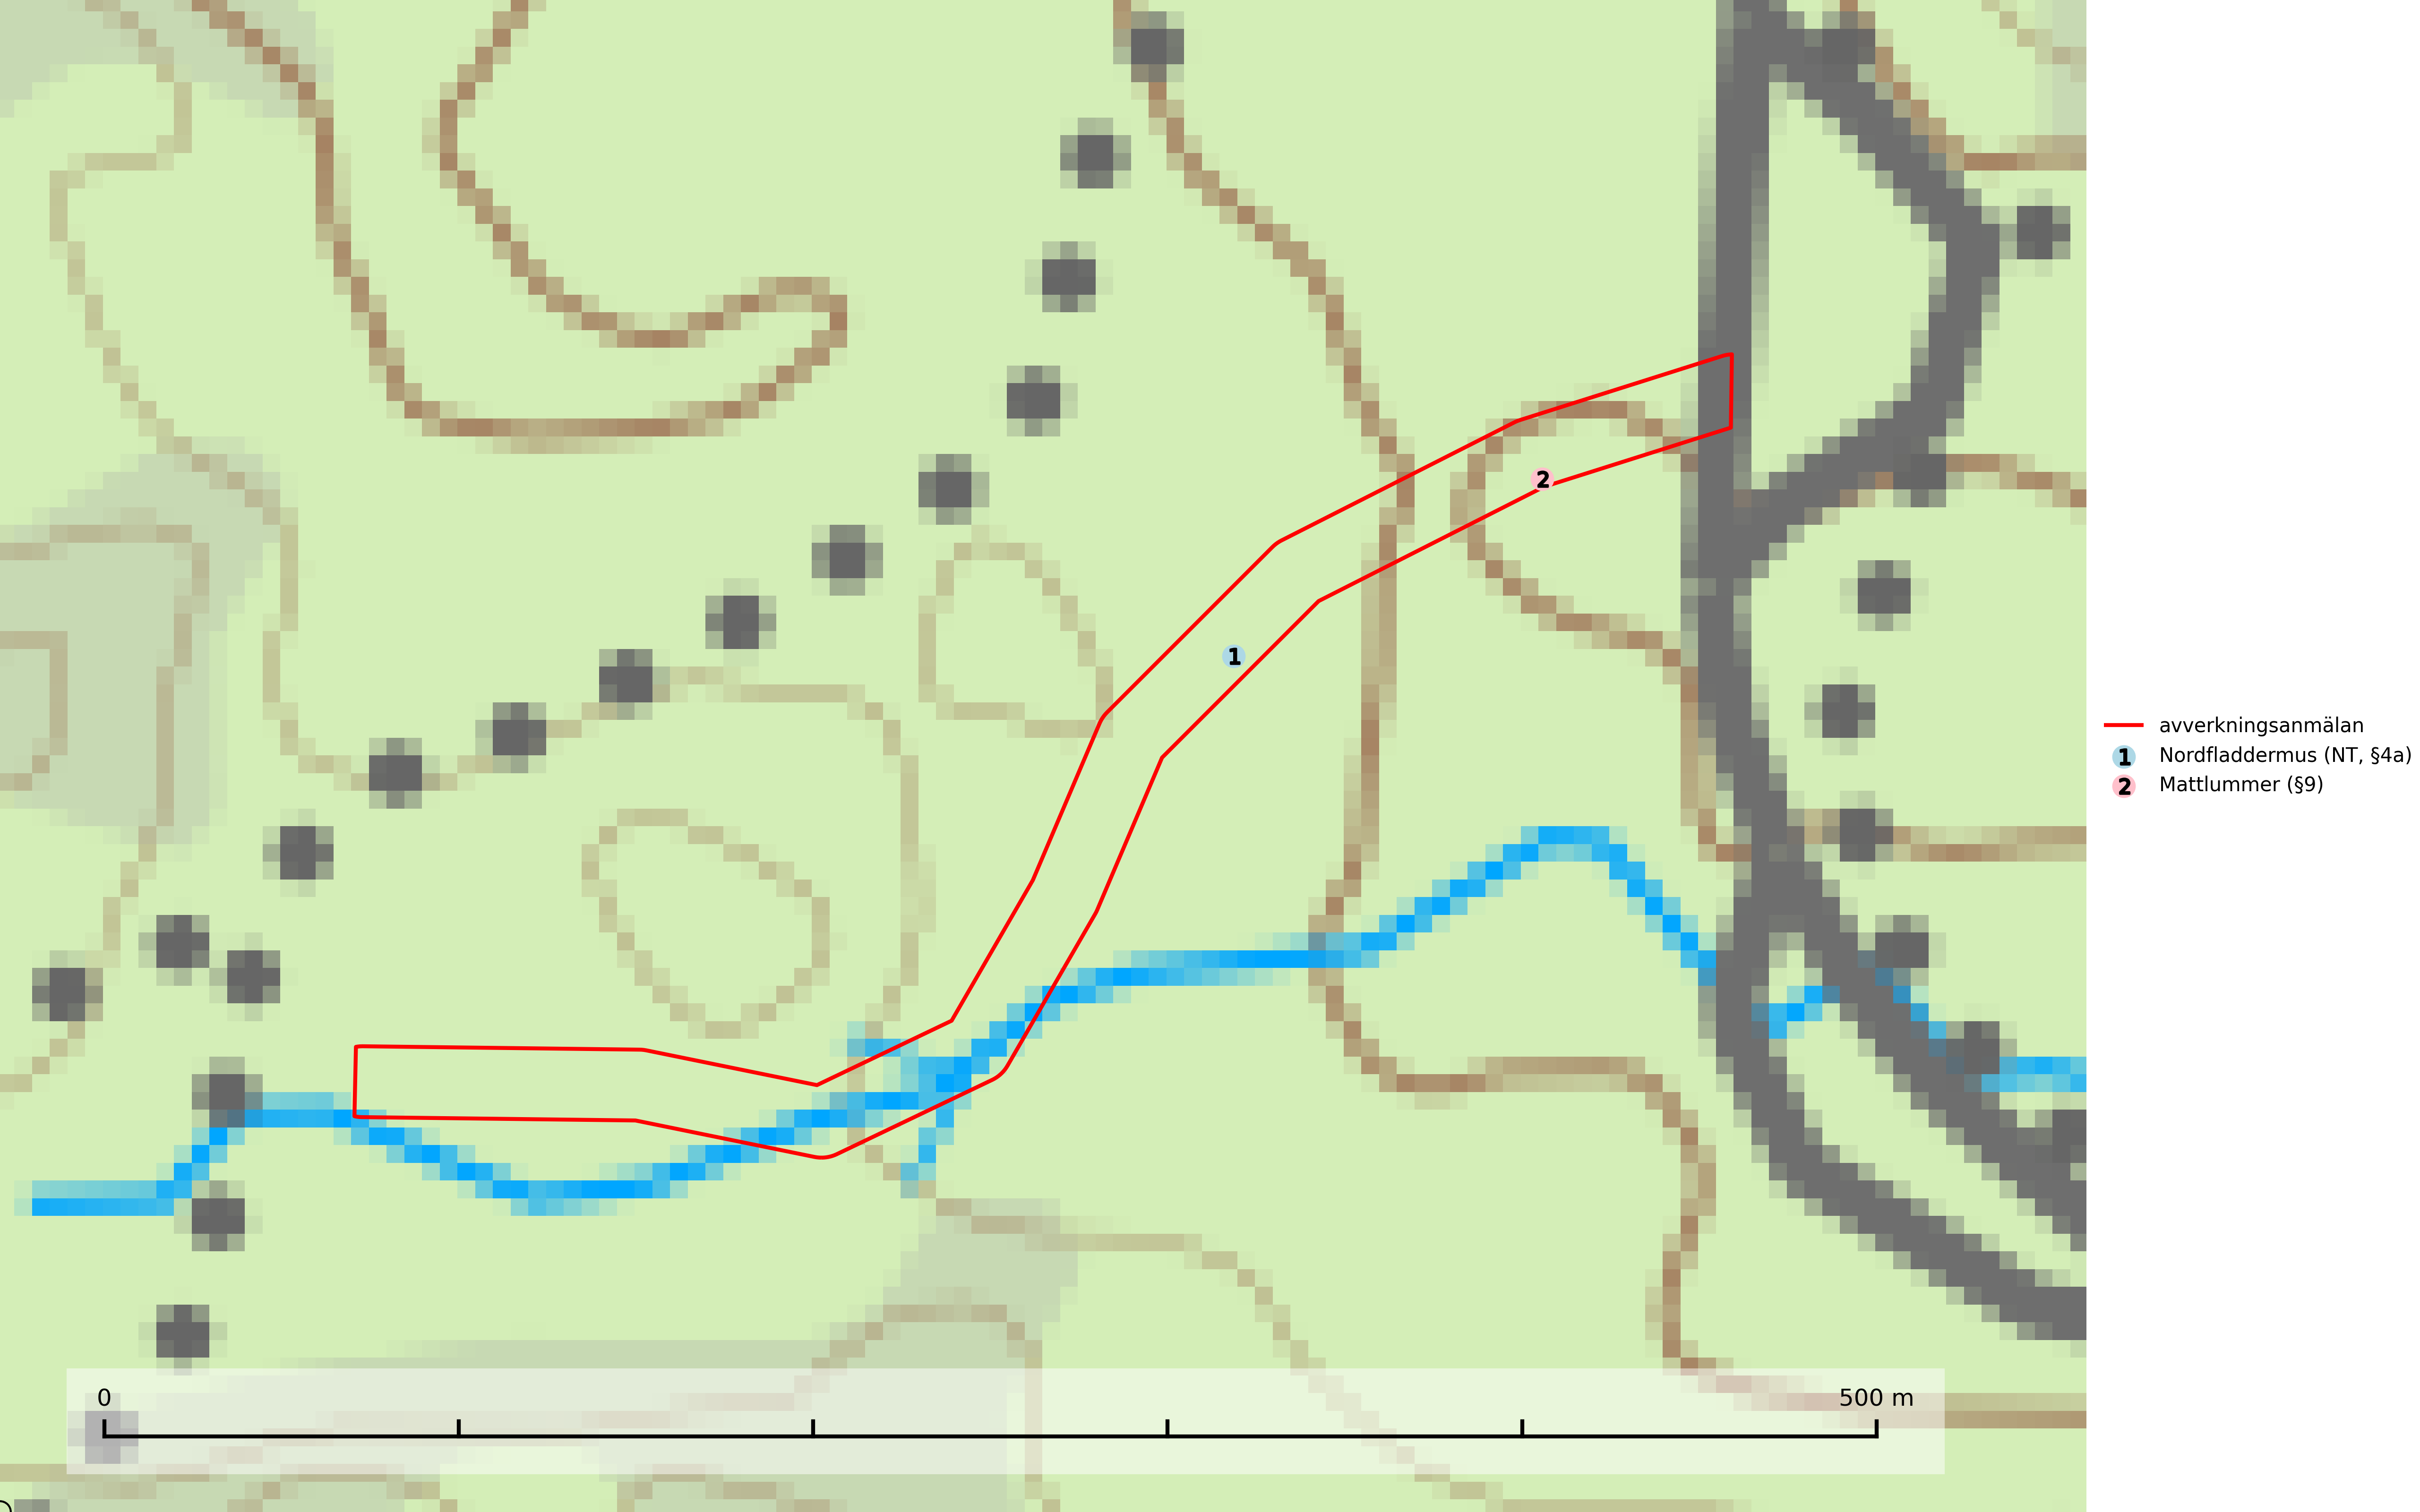 2
1
avverkningsanmälan
1 Nordfladdermus (NT, §4a)
2 Mattlummer (§9)
0 500 m